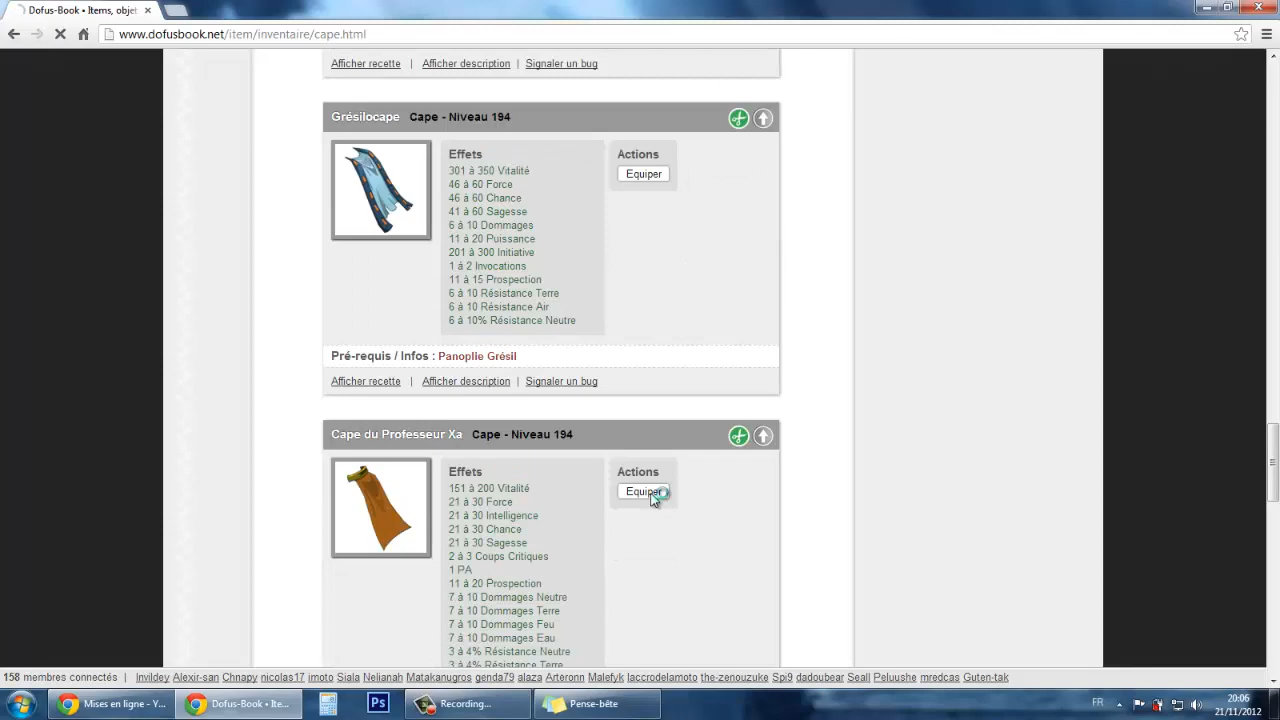 Dofus-Book • Items, objet
www.dofusbook.net/item/inventaire/cape.html
Afficher recette | Afficher description | Signaler un bug
Grésilocape Cape - Niveau 194
Effets
301 à 350 Vitalité
46 à 60 Force
46 à 60 Chance
41 à 60 Sagesse
6 à 10 Dommages
11 à 20 Puissance
201 à 300 Initiative
1 à 2 Invocations
11 à 15 Prospection
6 à 10 Résistance Terre
6 à 10 Résistance Air
6 à 10% Résistance Neutre
Actions
Equiper
Pré-requis / Infos : Panoplie Grésil
Afficher recette | Afficher description | Signaler un bug
Cape du Professeur Xa Cape - Niveau 194
Effets
151 à 200 Vitalité
21 à 30 Force
21 à 30 Intelligence
21 à 30 Chance
21 à 30 Sagesse
2 à 3 Coups Critiques
1 PA
11 à 20 Prospection
7 à 10 Dommages Neutre
7 à 10 Dommages Terre
7 à 10 Dommages Feu
7 à 10 Dommages Eau
3 à 4% Résistance Neutre
3 à 4% Résistance Terre
Actions
Equiper
158 membres connectés | Invildey Alexir-san Chnapy nicolas17 imoto Siala Neliann Matakanugros genda79 alaza Artemnn Malefyk laccrodelamoto the-zenouzuke Spi9 dadoubear Seall Peluushe mredcas Guten-tak
Mises en ligne - Y...
Dofus-Book • Ite...
Ps
Recording...
Pense-bête
FR
20:06
21/11/2012